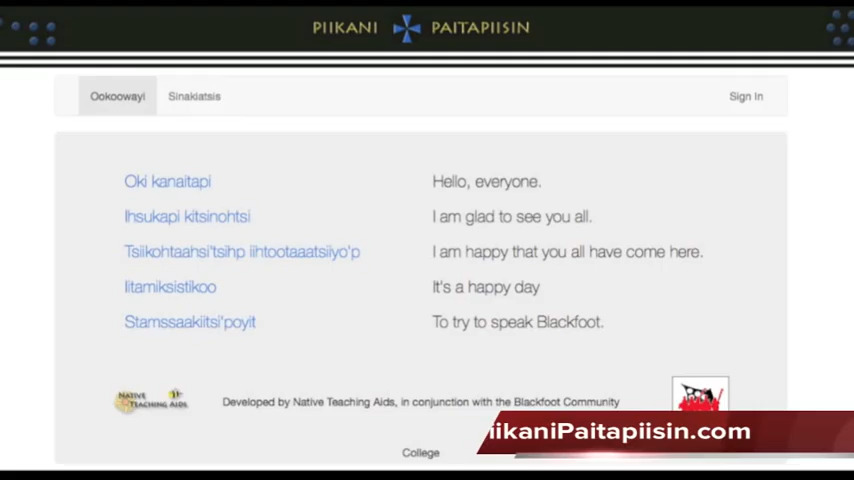 PIIKANI PAITAPIISIN
Ookoowayi Sinakiatsis Sign In
Oki kanaitapi Hello, everyone.
Ihsukapi kitsinohtsi I am glad to see you all.
Tsiikohtaahsi'tsihp iihtootaaatsiiyo'p I am happy that you all have come here.
Iitamiksistikoo It's a happy day
Stamssaakiitsi'poyit To try to speak Blackfoot.
NATIVE TEACHING AIDS
Developed by Native Teaching Aids, in conjunction with the Blackfoot Community
iikaniPaitapiisin.com
College